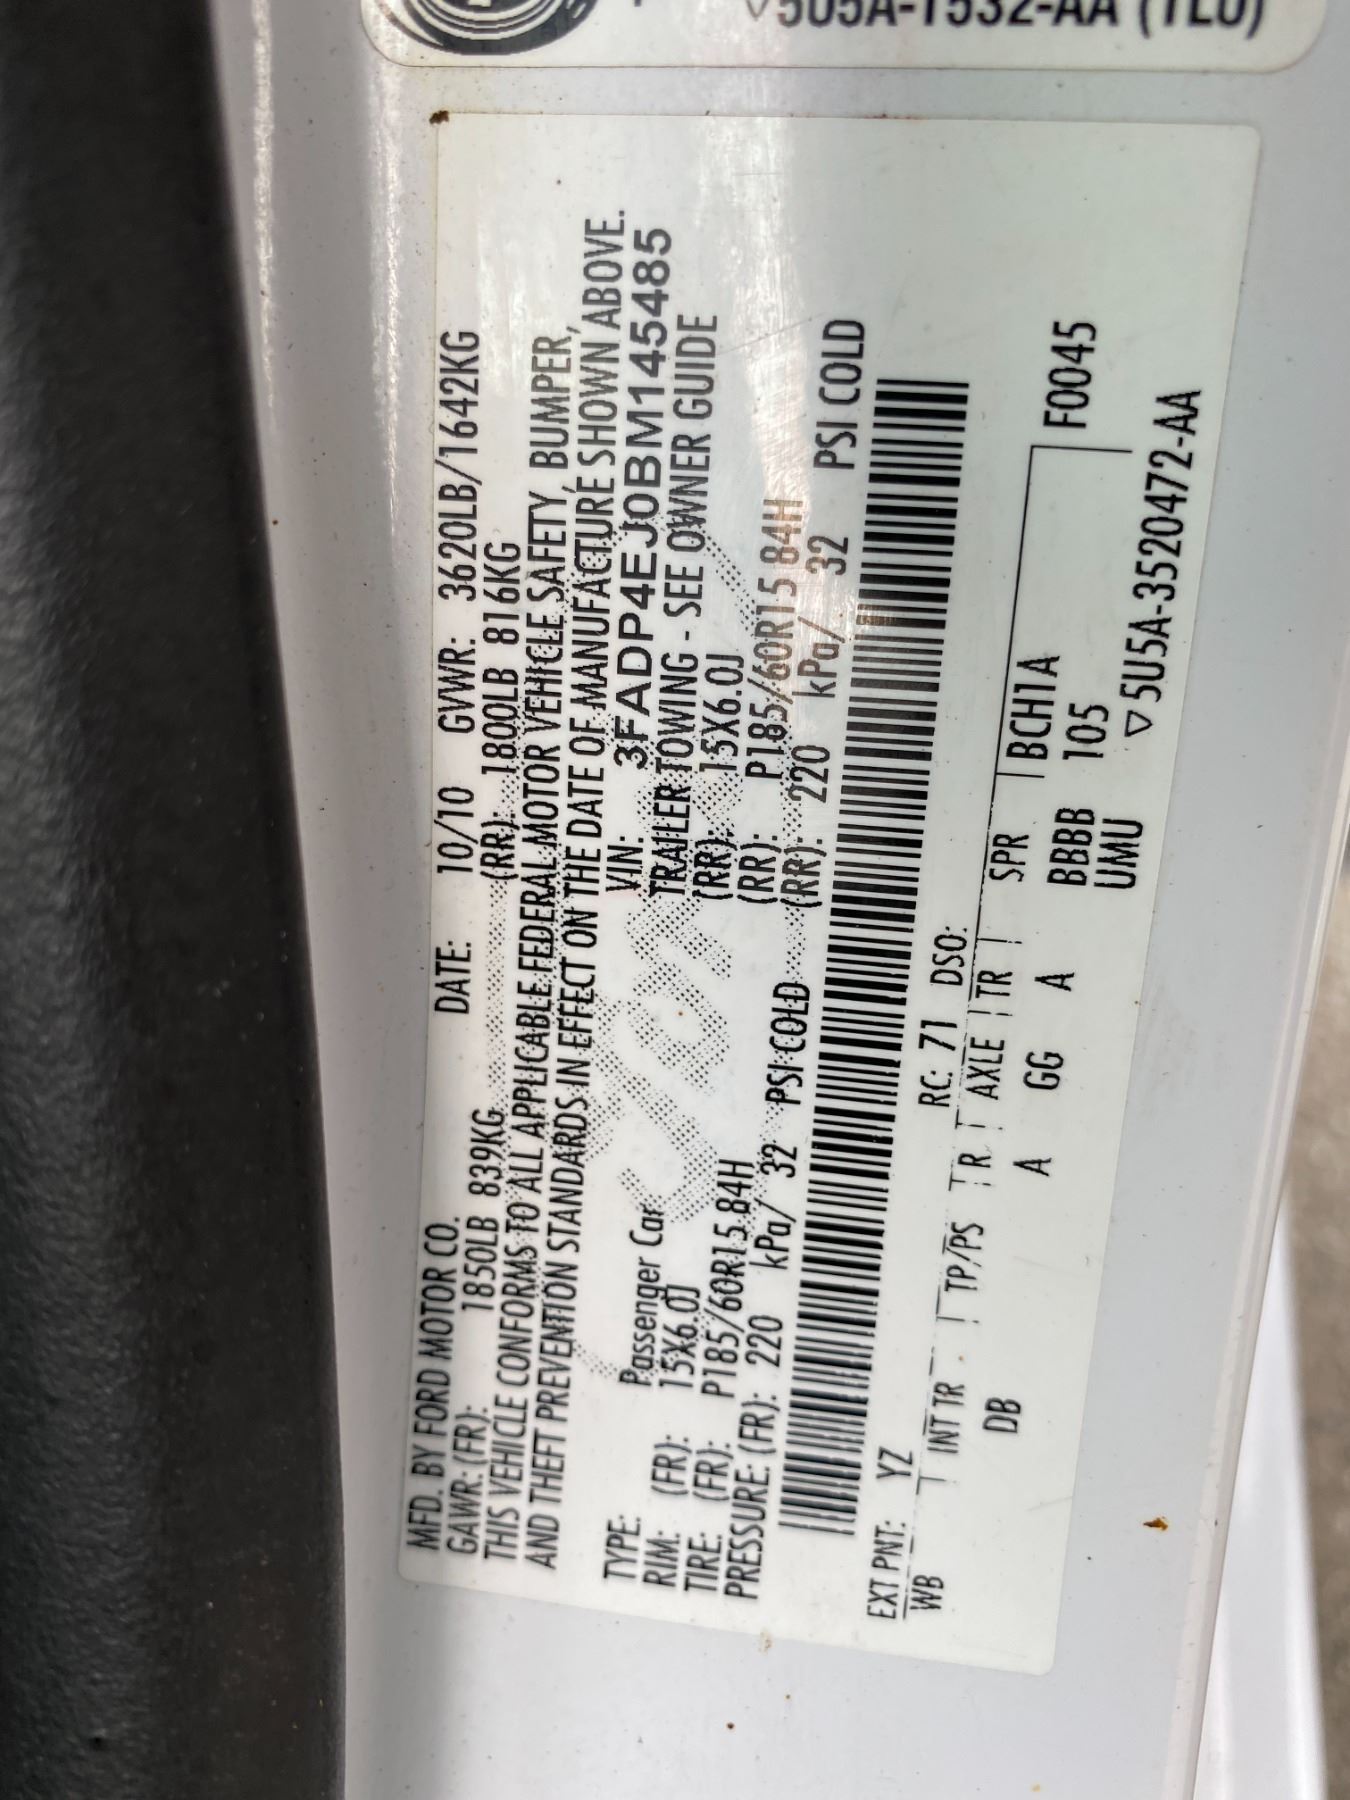 ▽5U5A-1532-AA (TLU)
MFD. BY FORD MOTOR CO. DATE: 10/10 GVWR: 3620LB/1642KG
GAWR: (FR): 1850LB 839KG (RR): 1800LB 816KG
THIS VEHICLE CONFORMS TO ALL APPLICABLE FEDERAL MOTOR VEHICLE SAFETY, BUMPER,
AND THEFT PREVENTION STANDARDS IN EFFECT ON THE DATE OF MANUFACTURE SHOWN ABOVE.
VIN: 3FADP4EJ0BM145485
TYPE: Passenger Car TRAILER TOWING - SEE OWNER GUIDE
RIM: (FR): 15X6.0J (RR): 15X6.0J
TIRE: (FR): P185/60R15 84H (RR): P185/60R15 84H
PRESSURE: (FR): 220 kPa/ 32 PSI COLD (RR): 220 kPa/ 32 PSI COLD
EXT PNT: YZ RC: 71 DSO: F0045
WB INT TR TP/PS TR AXLE TR SPR BCH1A
DB A GG A BBBB 105
UMU ▽5U5A-3520472-AA